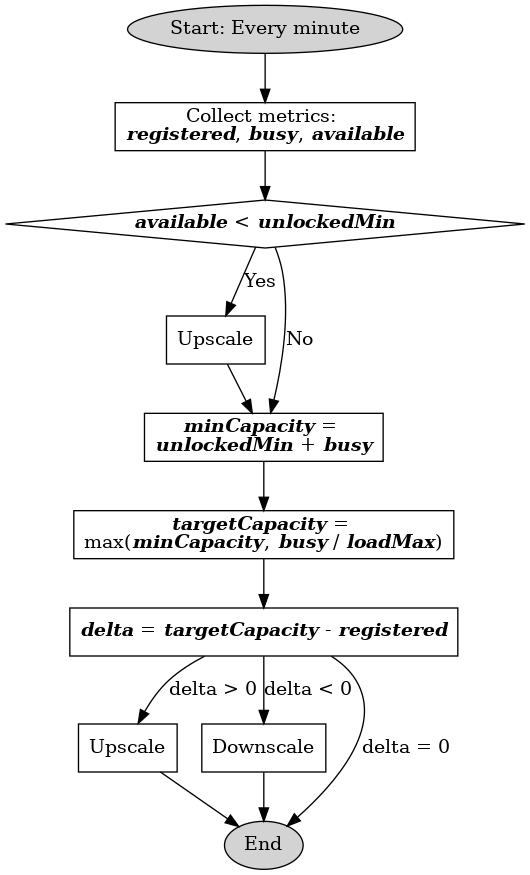 Start: Every minute
Collect metrics:
registered, busy, available
available < unlockedMin
Yes
Upscale
No
minCapacity =
unlockedMin + busy
targetCapacity =
max(minCapacity, busy / loadMax)
delta = targetCapacity - registered
delta > 0
delta < 0
delta = 0
Upscale
Downscale
End